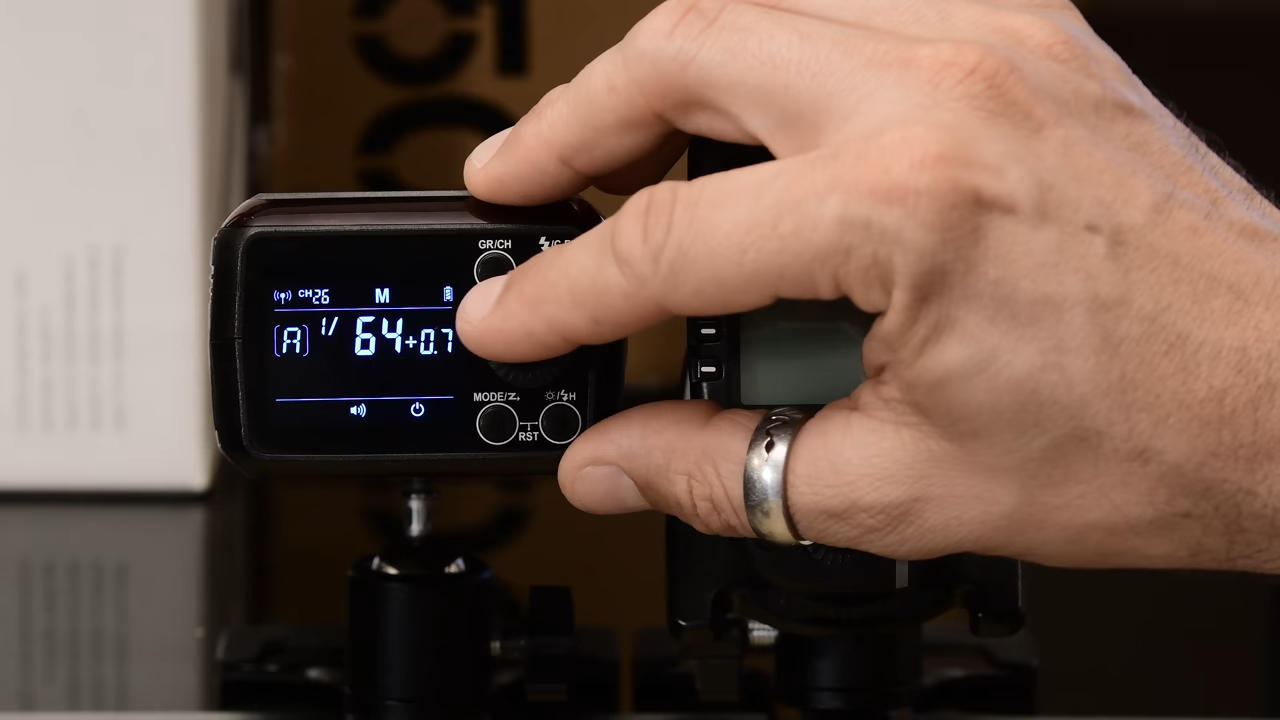 GR/CH
CH26 M
[A] 1/ 64+0.7
MODE/Z
H
RST